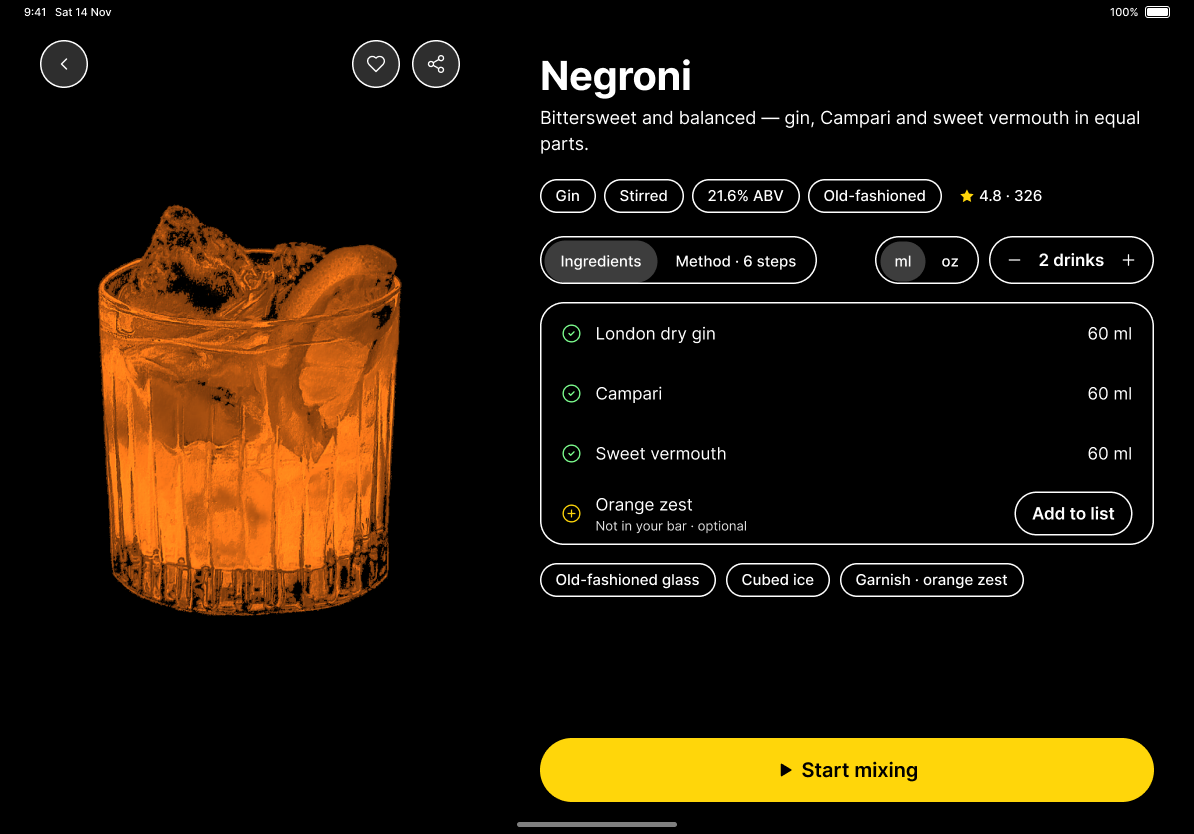 9:41 Sat 14 Nov
100%
Negroni
Bittersweet and balanced — gin, Campari and sweet vermouth in equal
parts.
Gin Stirred 21.6% ABV Old-fashioned 4.8 · 326
Ingredients Method · 6 steps ml oz 2 drinks
London dry gin 60 ml
Campari 60 ml
Sweet vermouth 60 ml
Orange zest
Not in your bar · optional
Add to list
Old-fashioned glass Cubed ice Garnish · orange zest
Start mixing